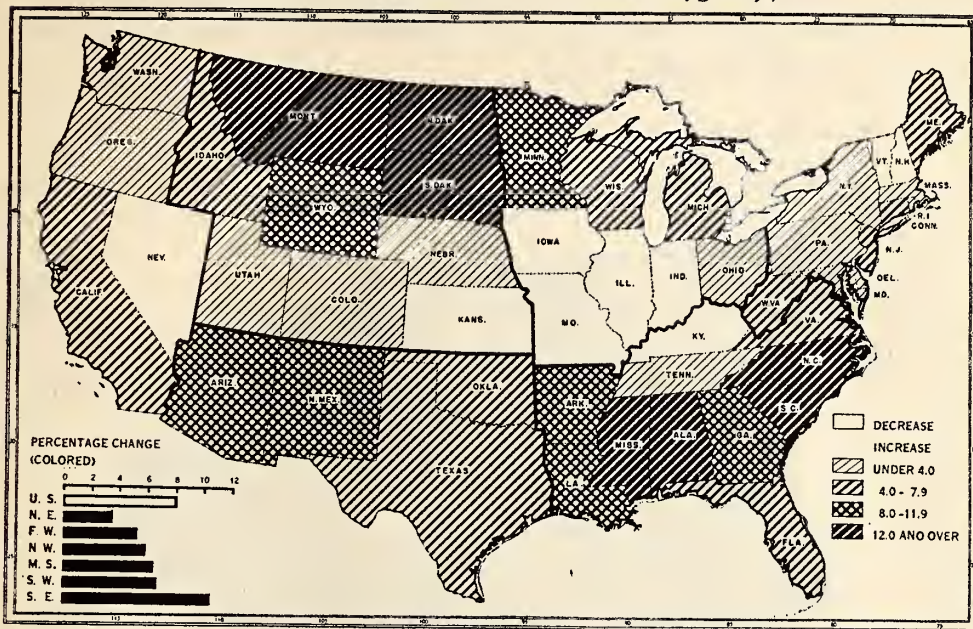 WASH.
MONT.
N.DAK.
MINN.
ME.
OREG.
IDAHO
S.DAK.
WIS.
MICH.
N.Y.
VT.
N.H.
MASS.
WYO.
R.I.
CONN.
IOWA
PA.
NEV.
NEBR.
N.J.
UTAH
ILL.
IND.
OHIO
DEL.
MD.
CALIF.
COLO.
W.VA.
VA.
KANS.
MO.
KY.
N.C.
TENN.
ARIZ.
N.MEX.
OKLA.
ARK.
S.C.
MISS.
ALA.
GA.
TEXAS
LA.
FLA.
PERCENTAGE CHANGE
(COLORED)
0 2 4 6 8 10 12
U. S.
N. E.
F. W.
N W.
M. S.
S. W.
S. E.
DECREASE
INCREASE
UNDER 4.0
4.0 - 7.9
8.0 -11.9
12.0 AND OVER